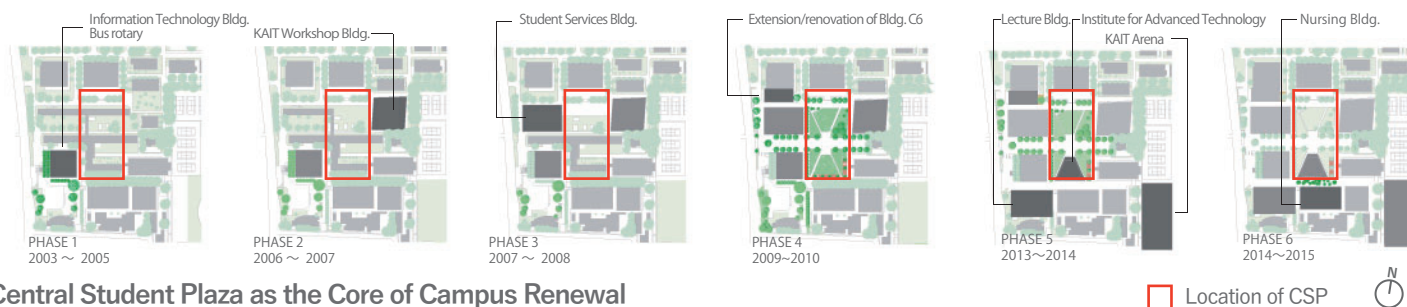 Information Technology Bldg.
Bus rotary
KAIT Workshop Bldg.
Student Services Bldg.
Extension/renovation of Bldg. C6
Lecture Bldg.
Institute for Advanced Technology
KAIT Arena
Nursing Bldg.
PHASE 1
2003 ～ 2005
PHASE 2
2006 ～ 2007
PHASE 3
2007 ～ 2008
PHASE 4
2009~2010
PHASE 5
2013～2014
PHASE 6
2014～2015
Central Student Plaza as the Core of Campus Renewal
Location of CSP
N